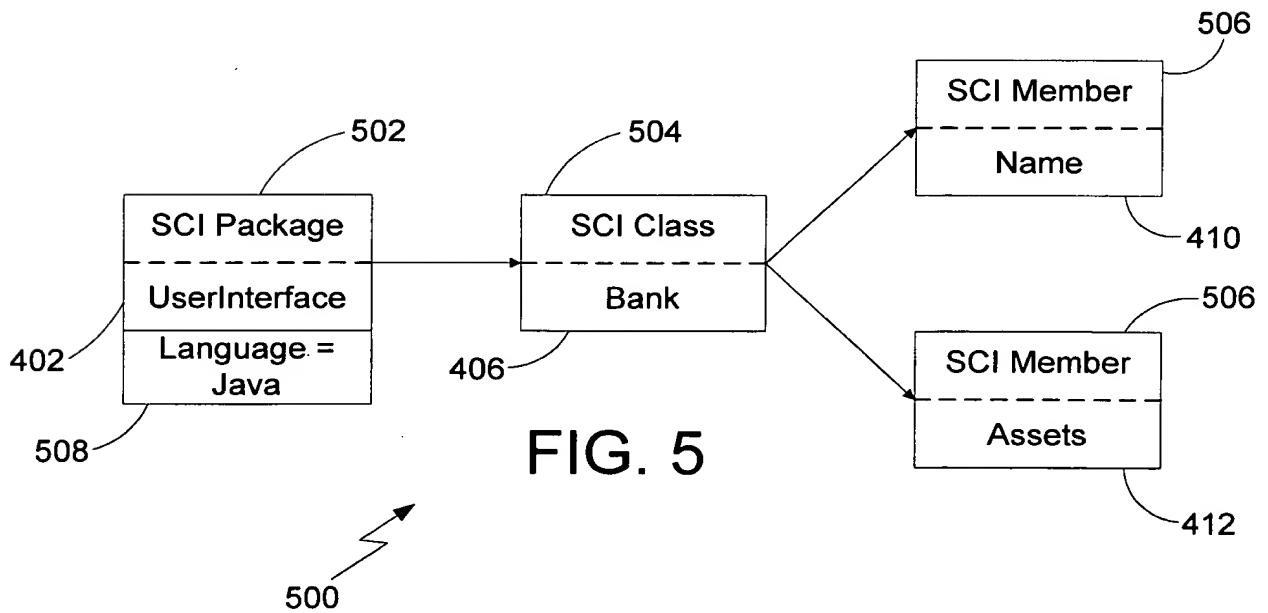 506
SCI Member
Name
410
502
504
SCI Package
UserInterface
Language =
Java
402
508
SCI Class
Bank
406
506
SCI Member
Assets
412
FIG. 5
500